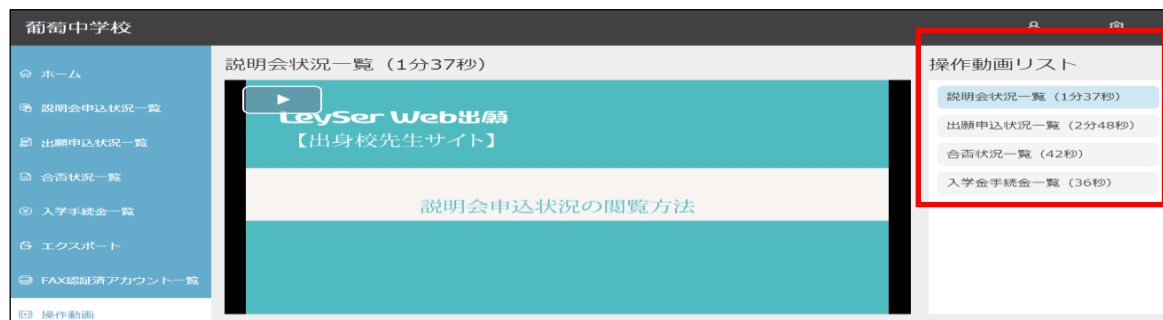 葡萄中学校
ホーム
説明会申込状況一覧
出願申込状況一覧
合否状況一覧
入学手続金一覧
エクスポート
FAX認証済アカウント一覧
操作動画
説明会状況一覧（1分37秒）
LeySer Web出願
【出身校先生サイト】
説明会申込状況の閲覧方法
操作動画リスト
説明会状況一覧（1分37秒）
出願申込状況一覧（2分48秒）
合否状況一覧（42秒）
入学金手続金一覧（36秒）